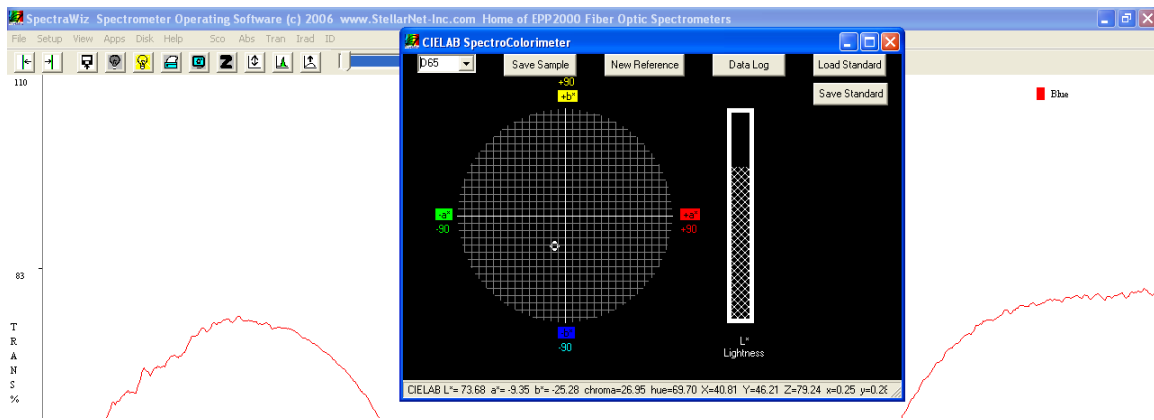 SpectraWiz Spectrometer Operating Software (c) 2006 www.StellarNet-Inc.com Home of EPP2000 Fiber Optic Spectrometers
File Setup View Apps Disk Help Sco Abs Tran Irad ID
CIELAB SpectroColorimeter
D65 Save Sample New Reference Data Log Load Standard
Save Standard
110
Blue
+90
+b*
-a*
-90
+a*
+90
83
-b*
-90
L*
Lightness
T
R
A
N
S
%
CIELAB L*= 73.68 a*= -9.35 b*= -25.28 chroma=26.95 hue=69.70 X=40.81 Y=46.21 Z=79.24 x=0.25